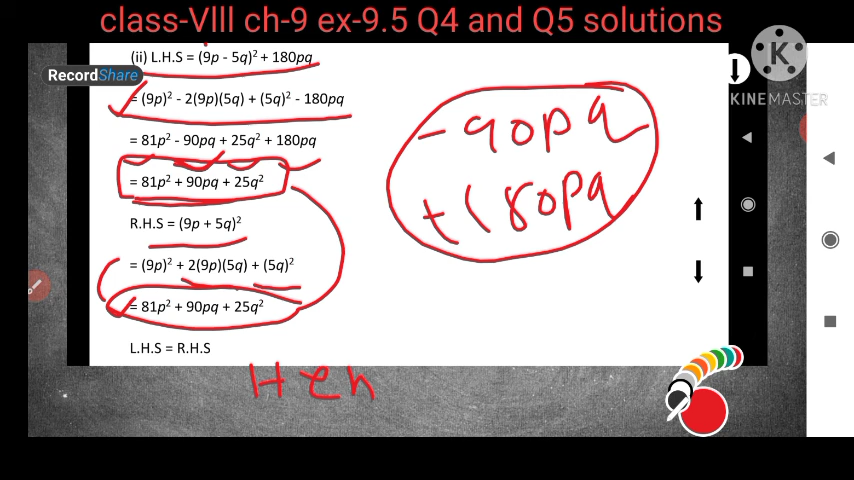 class-VIII ch-9 ex-9.5 Q4 and Q5 solutions
(ii) L.H.S = (9p - 5q)² + 180pq
RecordShare
K
KINEMASTER
= (9p)² - 2(9p)(5q) + (5q)² - 180pq
= 81p² - 90pq + 25q² + 180pq
= 81p² + 90pq + 25q²
-90pq
+180pq
R.H.S = (9p + 5q)²
= (9p)² + 2(9p)(5q) + (5q)²
= 81p² + 90pq + 25q²
L.H.S = R.H.S
Hen